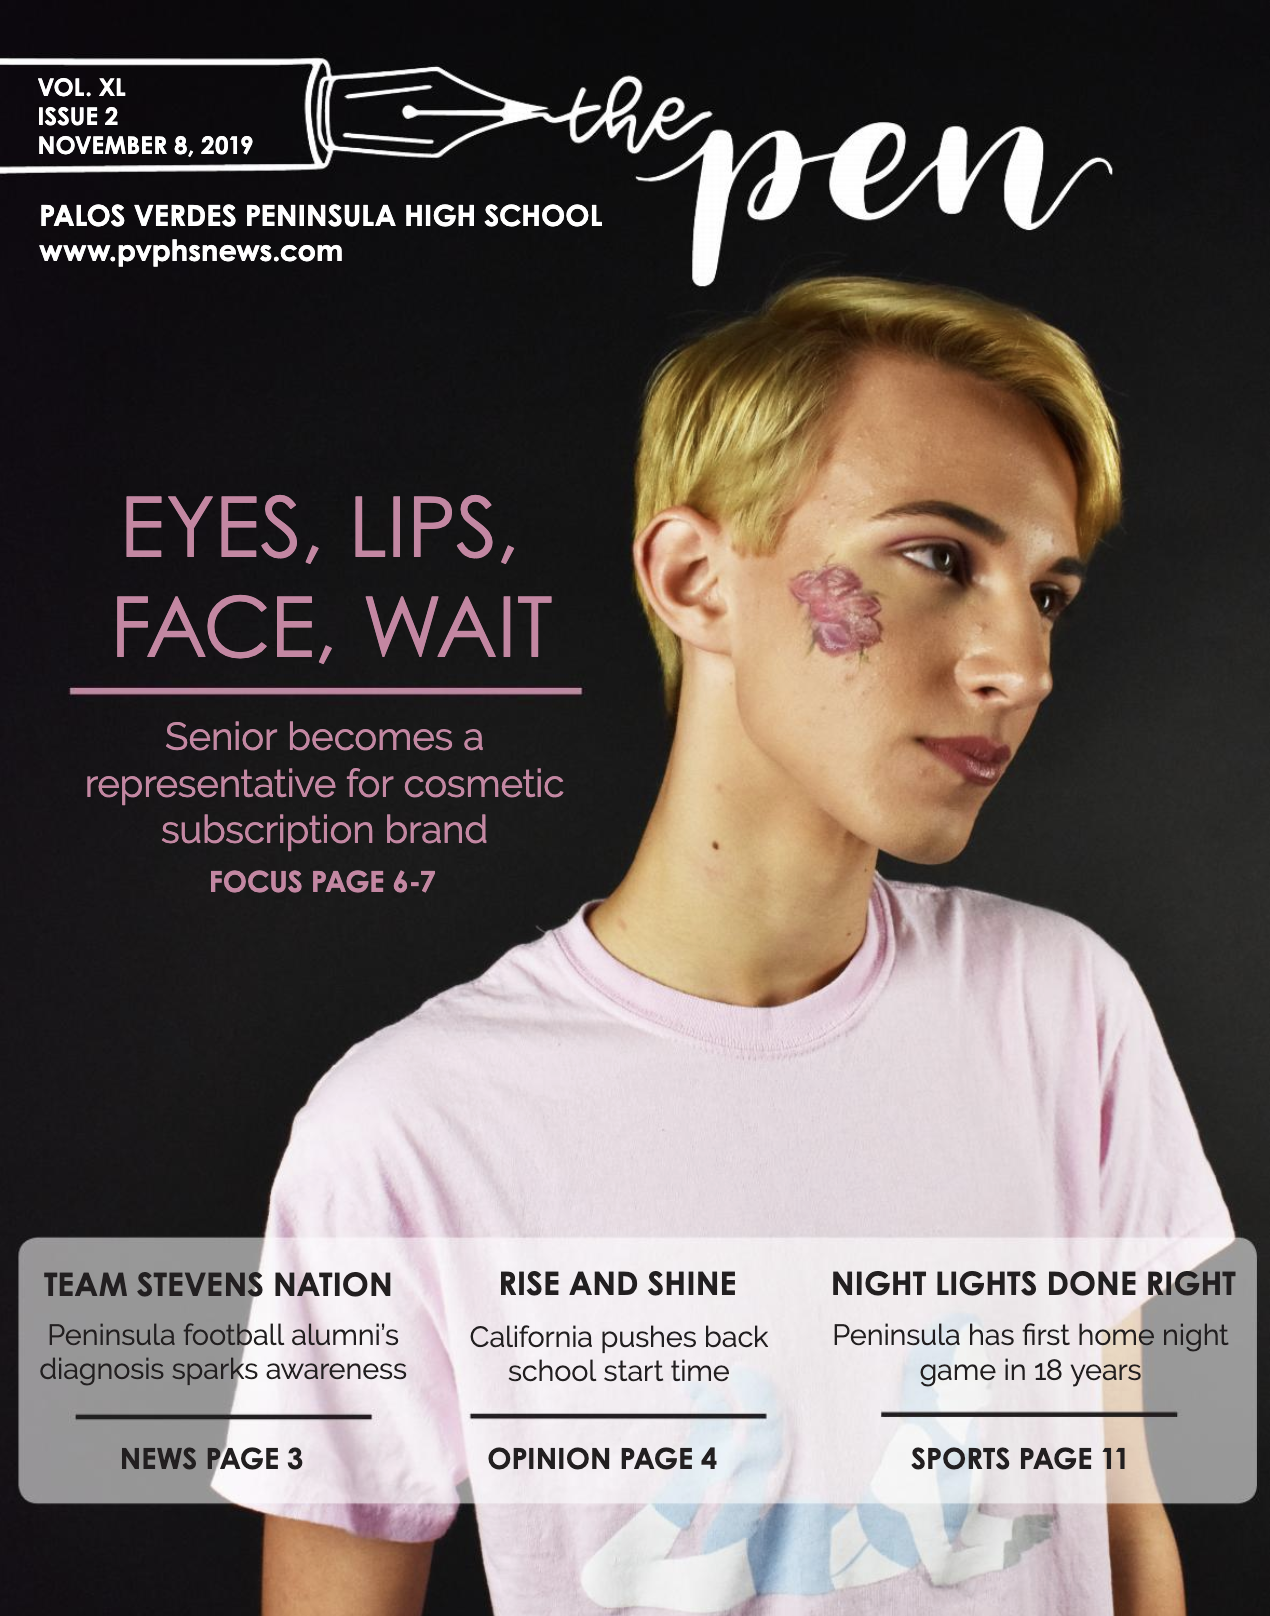 VOL. XL
ISSUE 2
NOVEMBER 8, 2019
the pen
PALOS VERDES PENINSULA HIGH SCHOOL
www.pvphsnews.com
EYES, LIPS,
FACE, WAIT
Senior becomes a
representative for cosmetic
subscription brand
FOCUS PAGE 6-7
TEAM STEVENS NATION
Peninsula football alumni's
diagnosis sparks awareness
NEWS PAGE 3
RISE AND SHINE
California pushes back
school start time
OPINION PAGE 4
NIGHT LIGHTS DONE RIGHT
Peninsula has first home night
game in 18 years
SPORTS PAGE 11